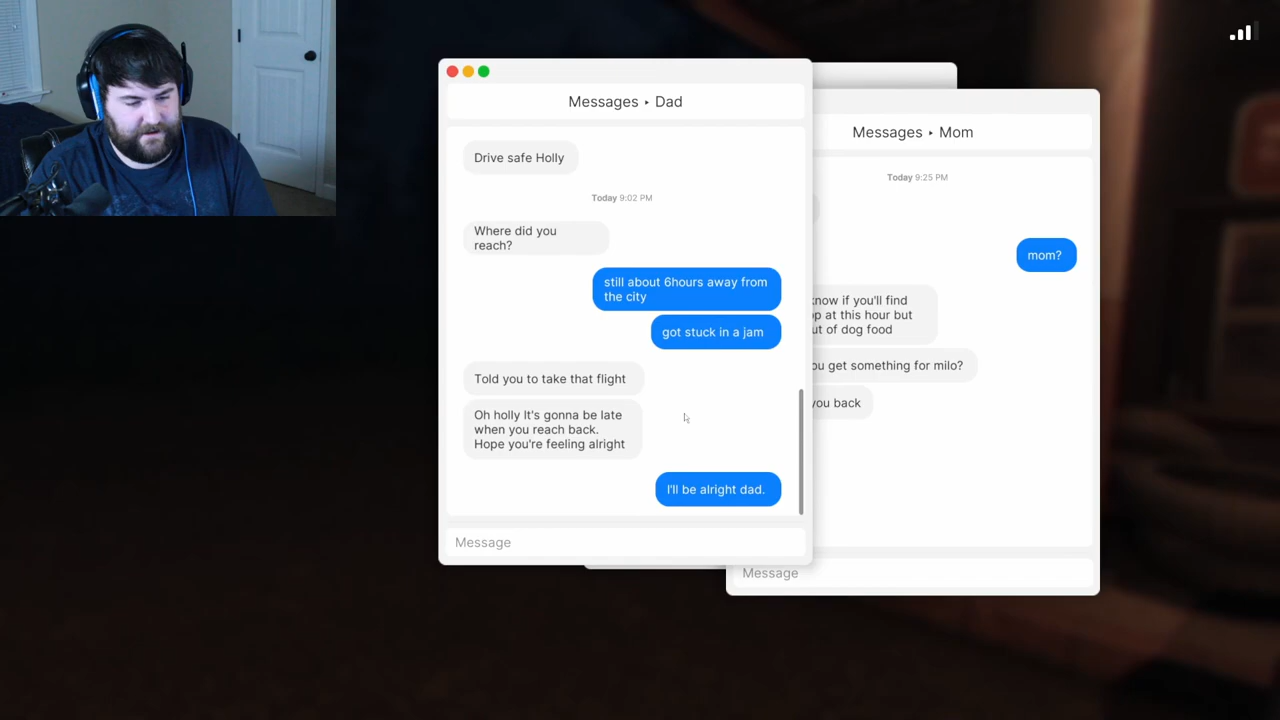 Messages ▸ Dad
Drive safe Holly
Today 9:02 PM
Where did you
reach?
still about 6hours away from
the city
got stuck in a jam
Told you to take that flight
Oh holly It's gonna be late
when you reach back.
Hope you're feeling alright
I'll be alright dad.
Message
Messages ▸ Mom
Today 9:25 PM
mom?
know if you'll find
at this hour but
of dog food
get something for milo?
you back
Message